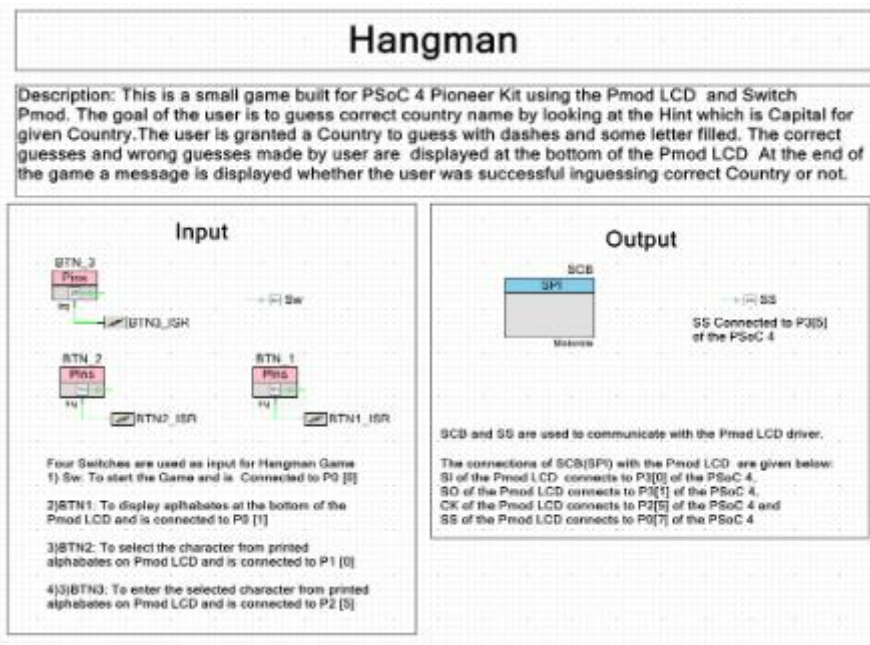 Hangman
Description: This is a small game built for PSoC 4 Pioneer Kit using the Pmod LCD and Switch
Pmod. The goal of the user is to guess correct country name by looking at the Hint which is Capital for
given Country.The user is granted a Country to guess with dashes and some letter filled. The correct
guesses and wrong guesses made by user are displayed at the bottom of the Pmod LCD At the end of
the game a message is displayed whether the user was successful inguessing correct Country or not.
Input
BTN_3
Pins
irq
BTN3_ISR
Sw
BTN_2
Pins
irq
BTN2_ISR
BTN_1
Pins
irq
BTN1_ISR
Four Switches are used as input for Hangman Game
1) Sw: To start the Game and is Connected to P0 [0]
2)BTN1: To display aplhabates at the bottom of the
Pmod LCD and is connected to P0 [1]
3)BTN2: To select the character from printed
alphabates on Pmod LCD and is connected to P1 [0]
4)3)BTN3: To enter the selected character from printed
alphabates on Pmod LCD and is connected to P2 [5]
Output
SCB
SPI
Motorola
SS
SS Connected to P3[5]
of the PSoC 4
SCB and SS are used to communicate with the Pmod LCD driver.
The connections of SCB(SPI) with the Pmod LCD are given below:
SI of the Pmod LCD connects to P3[0] of the PSoC 4,
SO of the Pmod LCD connects to P3[1] of the PSoC 4,
CK of the Pmod LCD connects to P2[5] of the PSoC 4 and
SS of the Pmod LCD connects to P0[7] of the PSoC 4